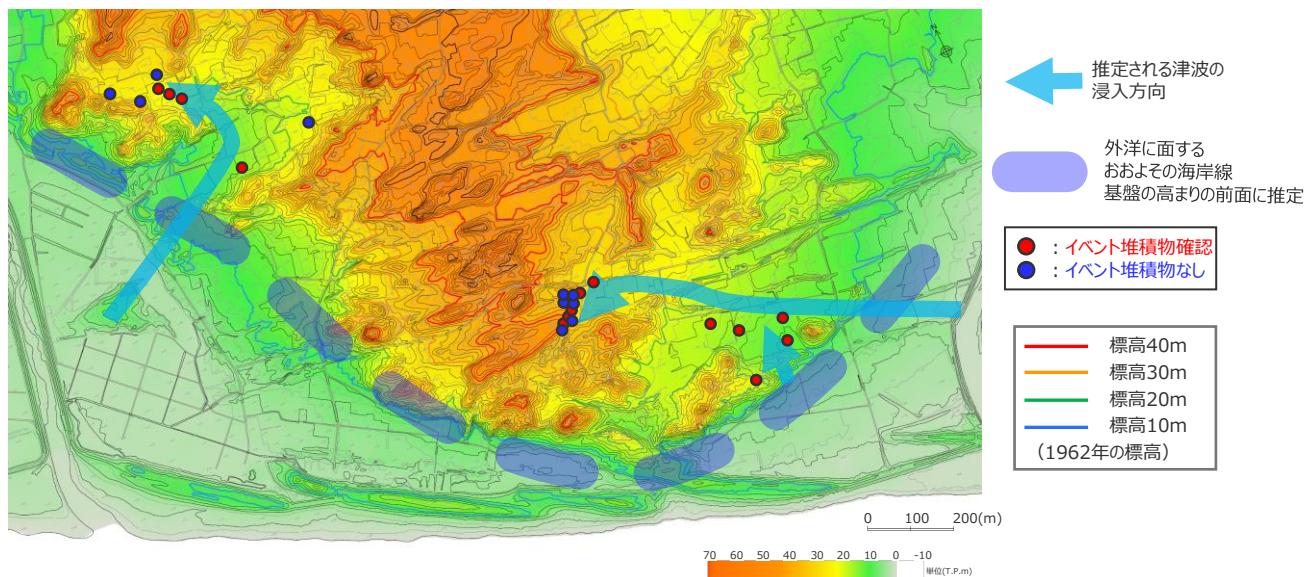 推定される津波の
浸入方向
外洋に面する
おおよその海岸線
基盤の高まりの前面に推定
:イベント堆積物確認
:イベント堆積物なし
標高40m
標高30m
標高20m
標高10m
(1962年の標高)
0 100 200(m)
70 60 50 40 30 20 10 0 -10
単位(T.P.m)